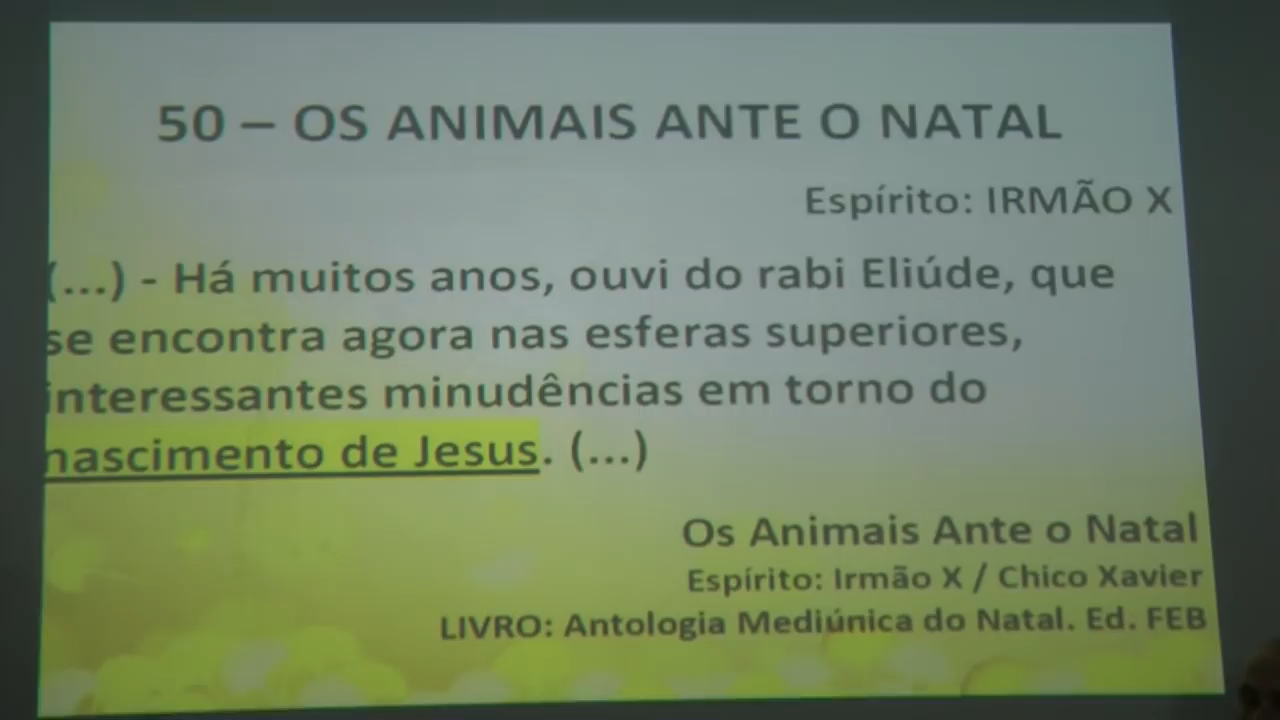 50 – OS ANIMAIS ANTE O NATAL
Espírito: IRMÃO X
(...) - Há muitos anos, ouvi do rabi Eliúde, que
se encontra agora nas esferas superiores,
interessantes minudências em torno do
nascimento de Jesus. (...)
Os Animais Ante o Natal
Espírito: Irmão X / Chico Xavier
LIVRO: Antologia Mediúnica do Natal. Ed. FEB